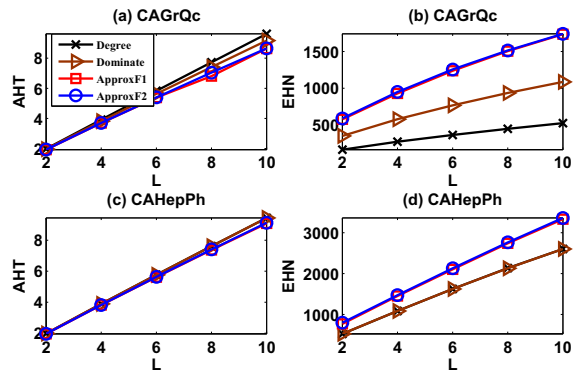 (a) CAGrQc
AHT
8
6
4
2
2 4 6 8 10
L
Degree
Dominate
ApproxF1
ApproxF2
(b) CAGrQc
EHN
1500
1000
500
2 4 6 8 10
L
(c) CAHepPh
AHT
8
6
4
2
2 4 6 8 10
L
(d) CAHepPh
EHN
3000
2000
1000
2 4 6 8 10
L